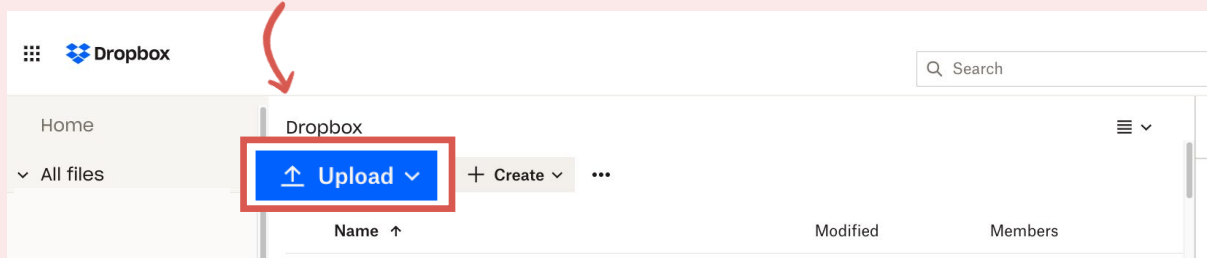 Dropbox
Search
Home
All files
Dropbox
Upload
Create
Name
Modified
Members